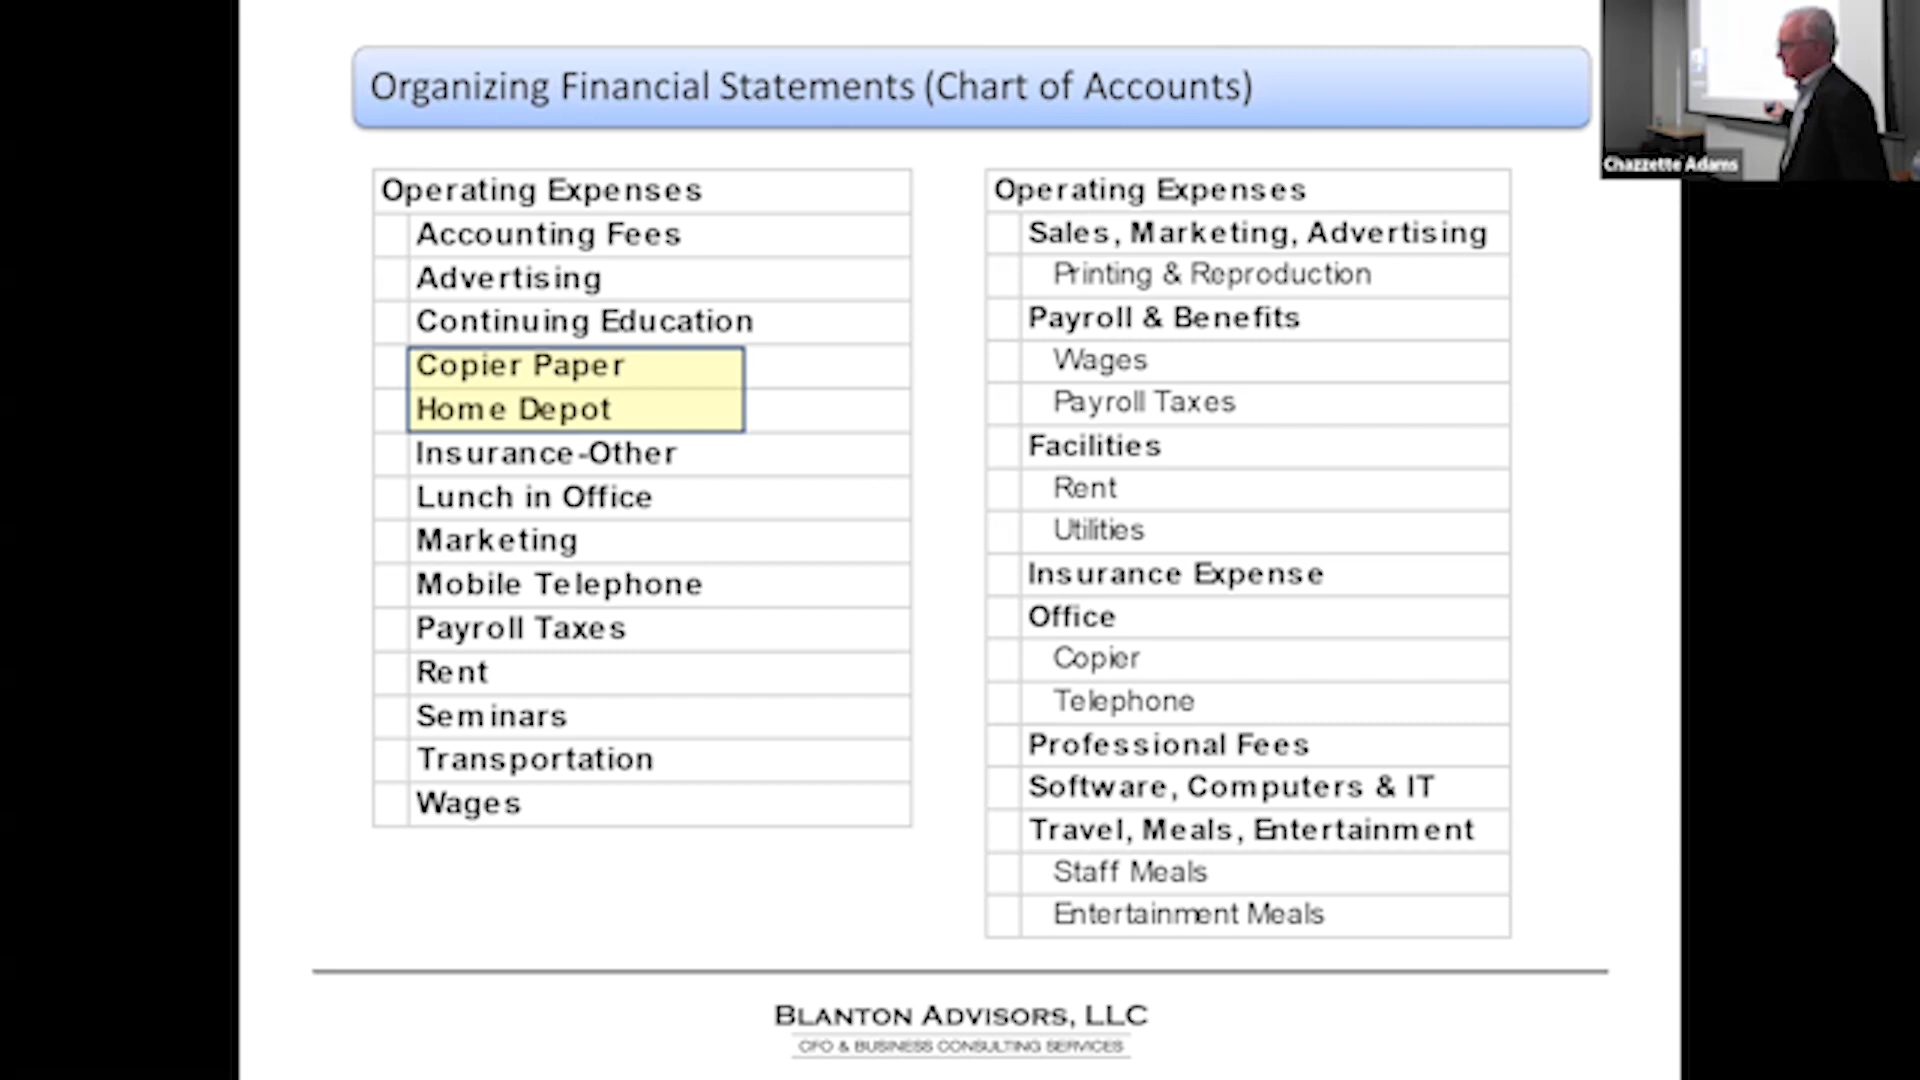 Organizing Financial Statements (Chart of Accounts)
Chazzette Adams
Operating Expenses
Accounting Fees
Advertising
Continuing Education
Copier Paper
Home Depot
Insurance-Other
Lunch in Office
Marketing
Mobile Telephone
Payroll Taxes
Rent
Seminars
Transportation
Wages
Operating Expenses
Sales, Marketing, Advertising
Printing & Reproduction
Payroll & Benefits
Wages
Payroll Taxes
Facilities
Rent
Utilities
Insurance Expense
Office
Copier
Telephone
Professional Fees
Software, Computers & IT
Travel, Meals, Entertainment
Staff Meals
Entertainment Meals
BLANTON ADVISORS, LLC
CFO & BUSINESS CONSULTING SERVICES